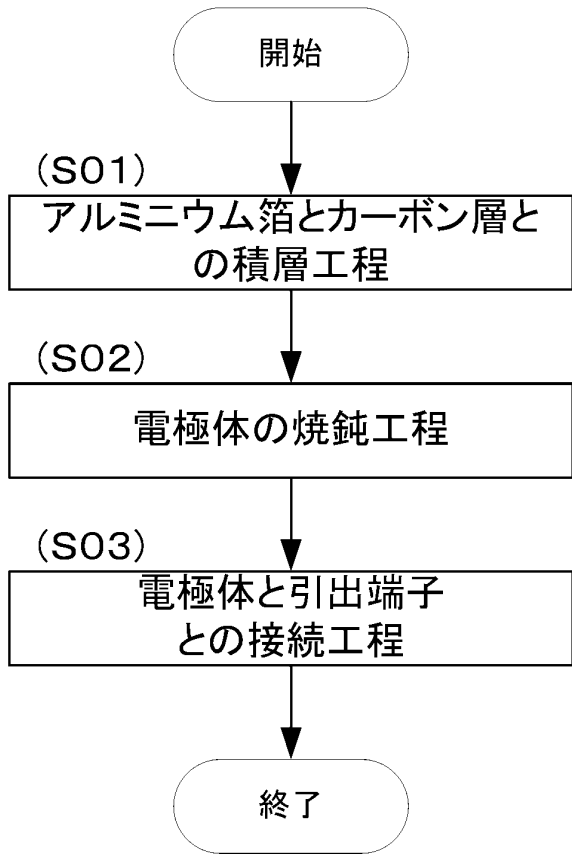 開始
(S01)
アルミニウム箔とカーボン層と
の積層工程
(S02)
電極体の焼鈍工程
(S03)
電極体と引出端子
との接続工程
終了